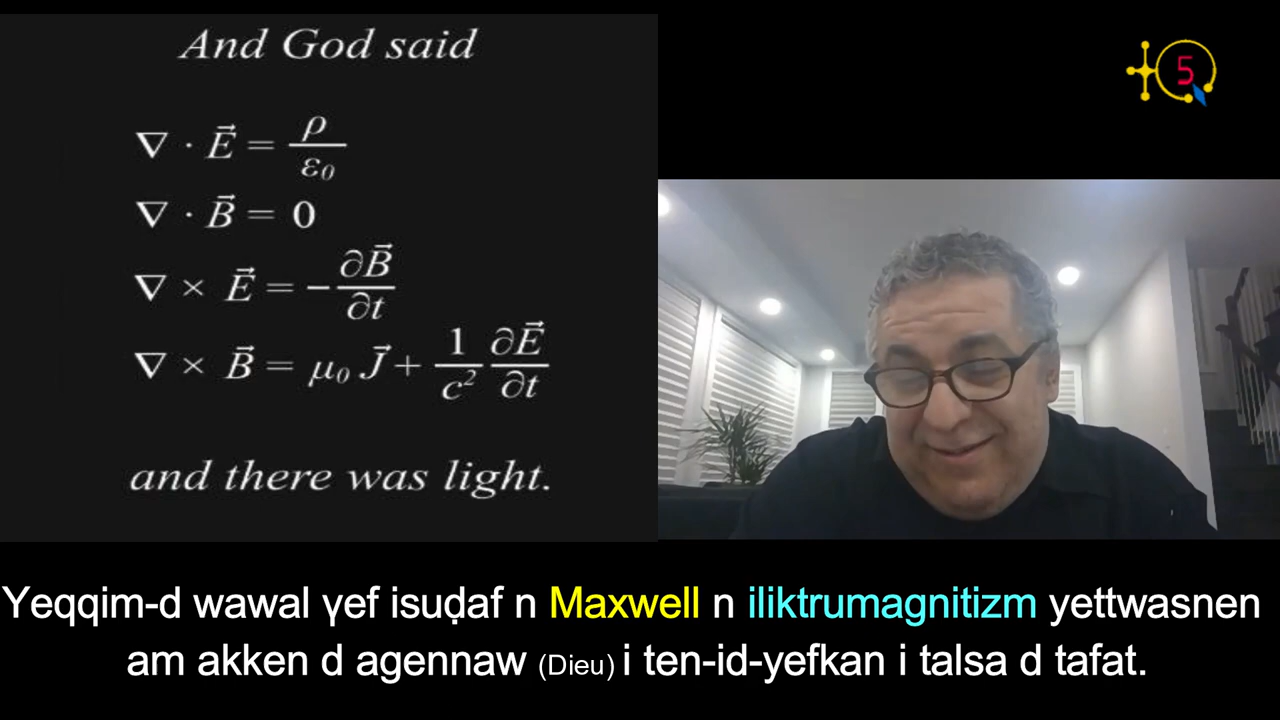 And God said
∇ · E⃗ = ρ/ε₀
∇ · B⃗ = 0
∇ × E⃗ = −∂B⃗/∂t
∇ × B⃗ = μ₀ J⃗ + 1/c² ∂E⃗/∂t
and there was light.
5
Yeqqim-d wawal γef isuḍaf n Maxwell n iliktrumagnitizm yettwasnen
am akken d agennaw (Dieu) i ten-id-yefkan i talsa d tafat.